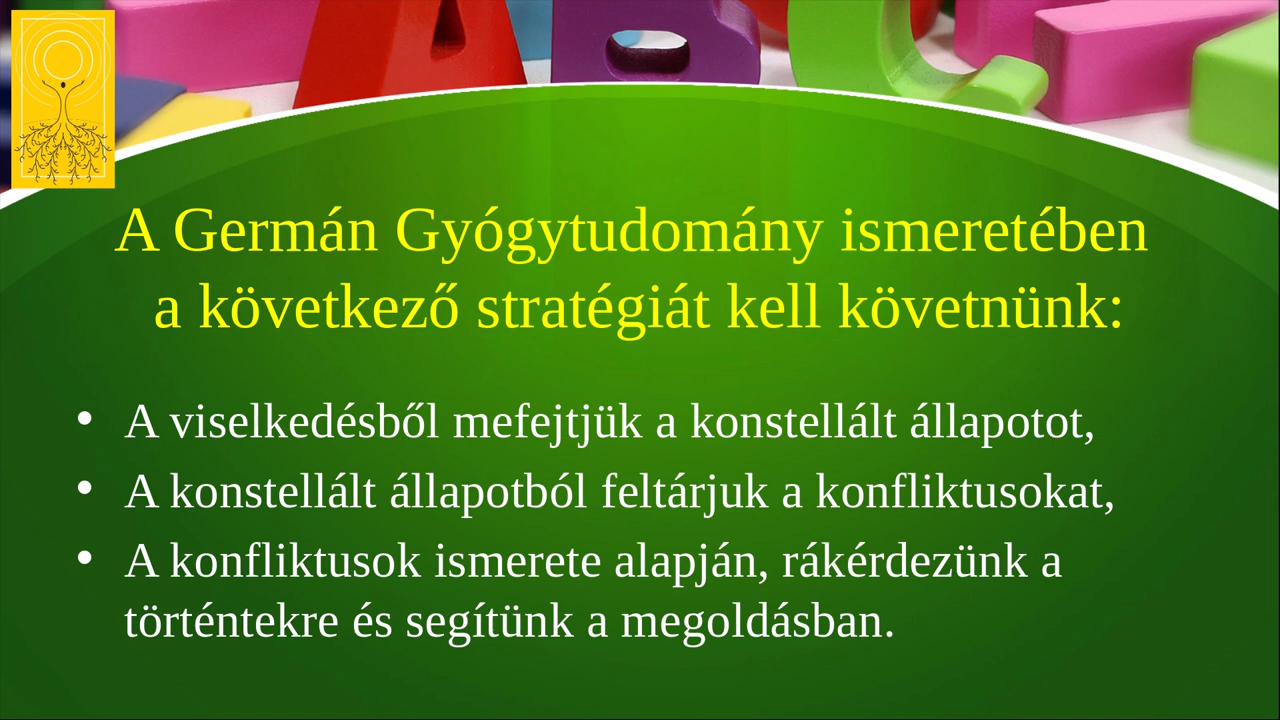 A Germán Gyógytudomány ismeretében
a következő stratégiát kell követnünk:
• A viselkedésből mefejtjük a konstellált állapotot,
• A konstellált állapotból feltárjuk a konfliktusokat,
• A konfliktusok ismerete alapján, rákérdezünk a
történtekre és segítünk a megoldásban.